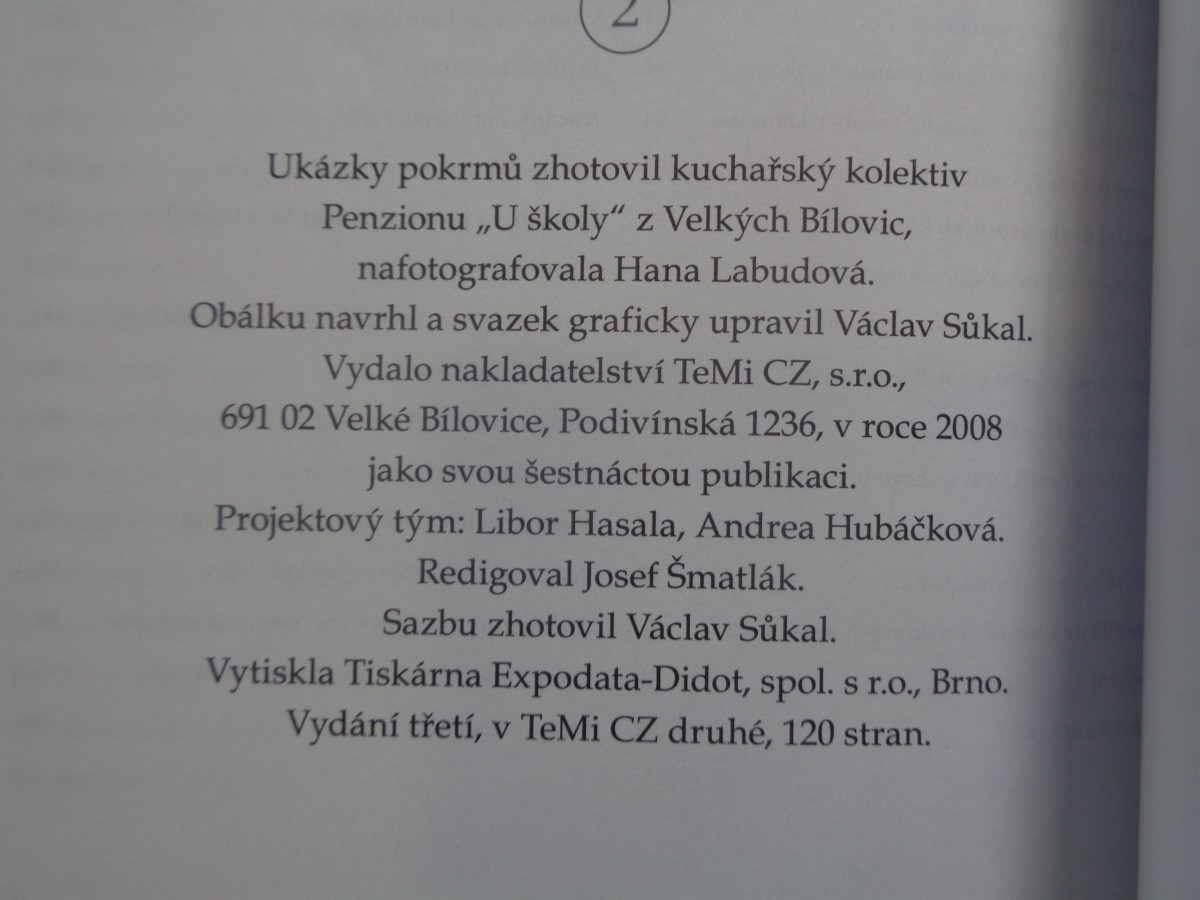 2
Ukázky pokrmů zhotovil kuchařský kolektiv
Penzionu „U školy“ z Velkých Bílovic,
nafotografovala Hana Labudová.
Obálku navrhl a svazek graficky upravil Václav Sůkal.
Vydalo nakladatelství TeMi CZ, s.r.o.,
691 02 Velké Bílovice, Podivínská 1236, v roce 2008
jako svou šestnáctou publikaci.
Projektový tým: Libor Hasala, Andrea Hubáčková.
Redigoval Josef Šmatlák.
Sazbu zhotovil Václav Sůkal.
Vytiskla Tiskárna Expodata-Didot, spol. s r.o., Brno.
Vydání třetí, v TeMi CZ druhé, 120 stran.